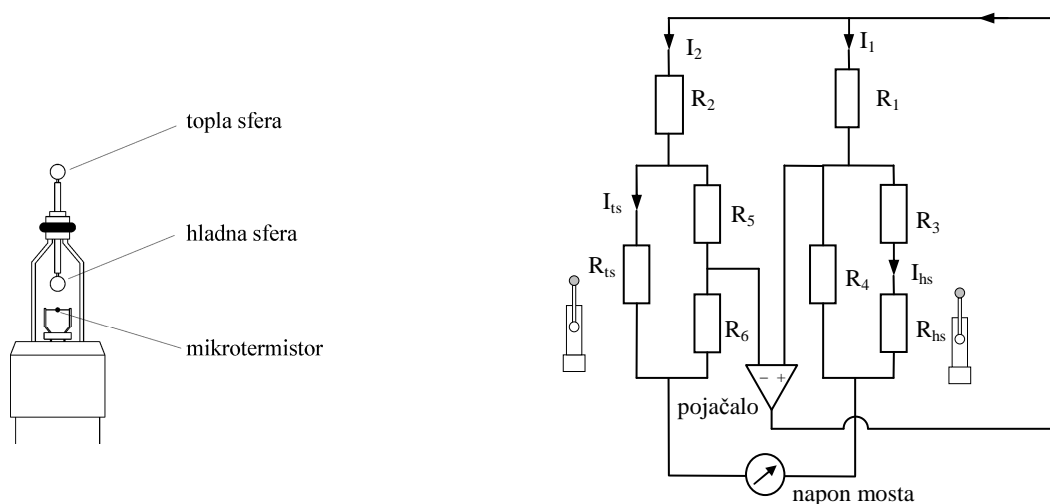 topla sfera
hladna sfera
mikrotermistor
I2
I1
R2
R1
Its
R5
R3
Rts
R4
Ihs
R6
Rhs
− +
pojačalo
napon mosta